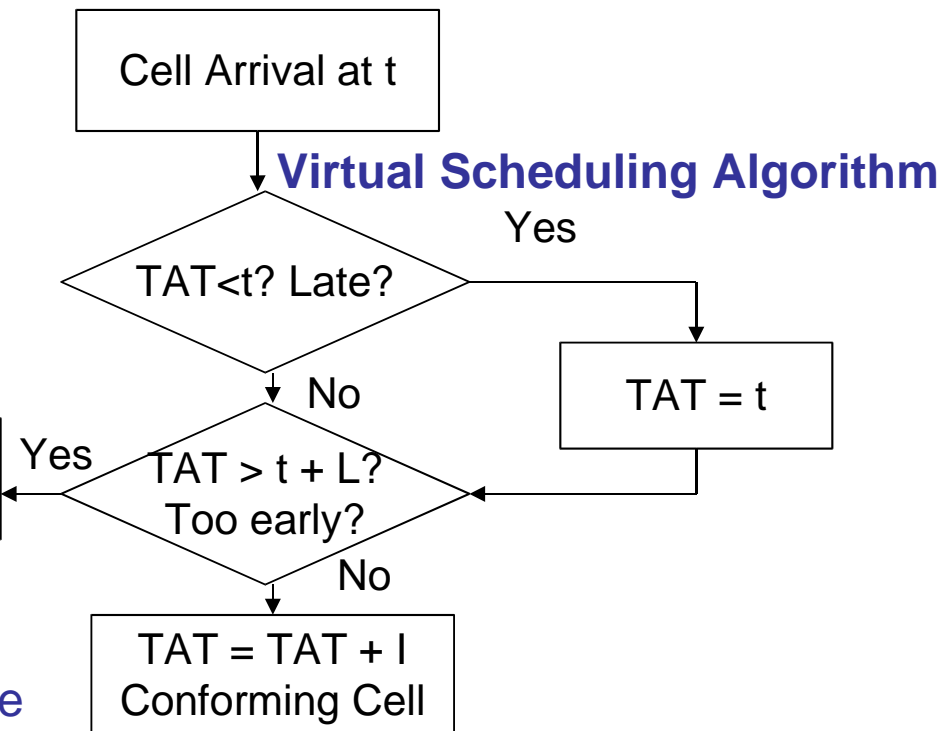 Cell Arrival at t
Virtual Scheduling Algorithm
Yes
TAT<t? Late?
No
TAT = t
Yes
TAT > t + L?
Too early?
No
TAT = TAT + I
Conforming Cell
e